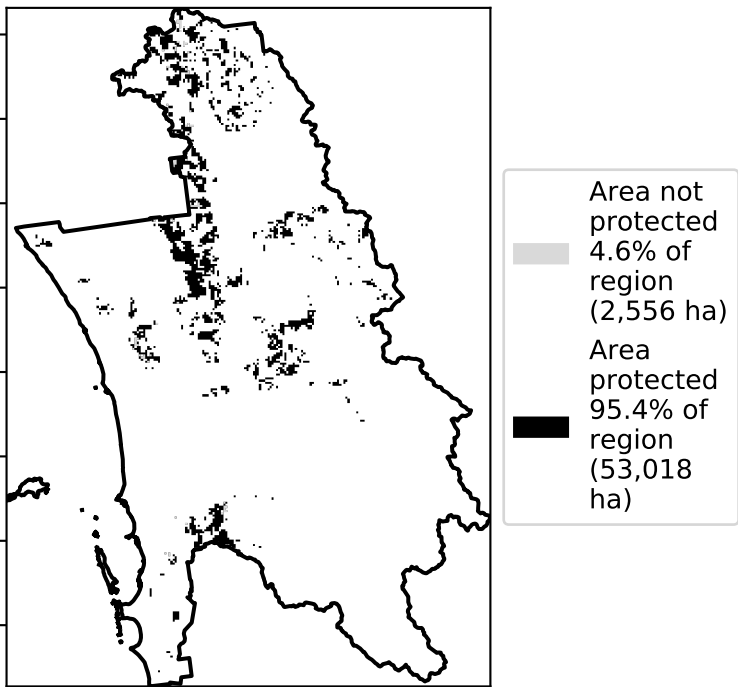 Area not
protected
4.6% of
region
(2,556 ha)
Area
protected
95.4% of
region
(53,018
ha)